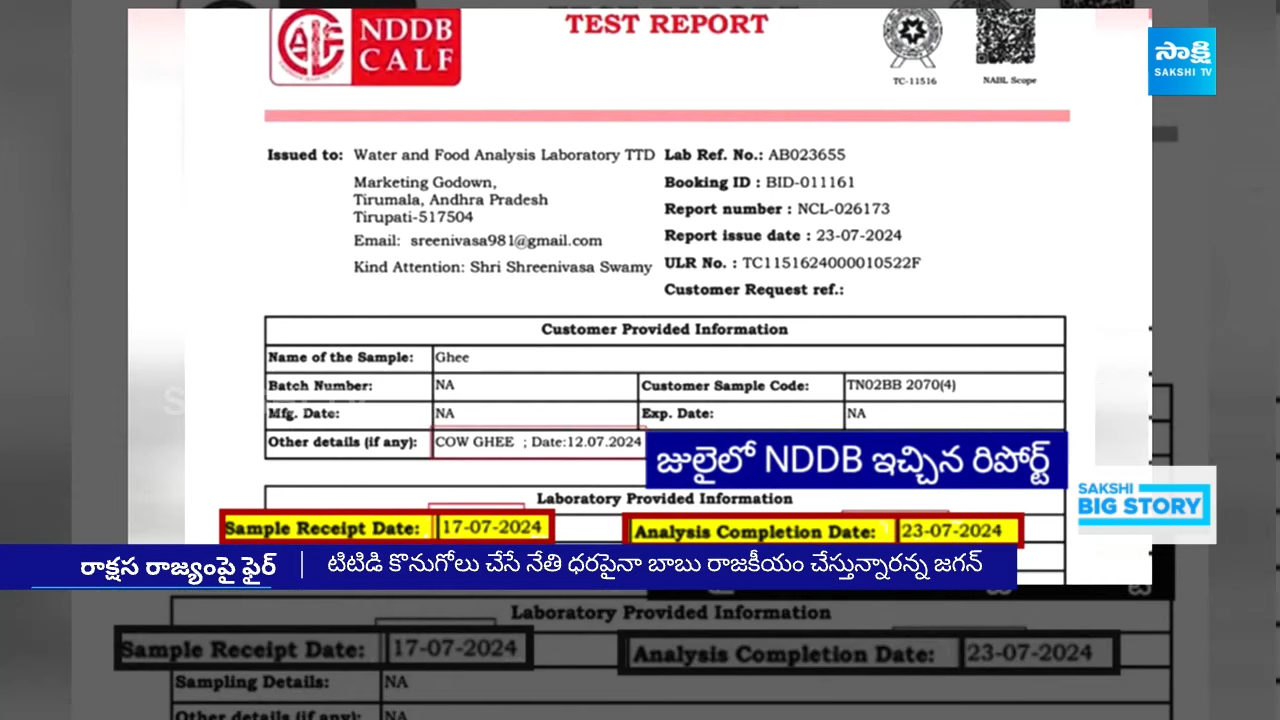 NDDB
CALF
TEST REPORT
TC-11516
NABL Scope
సాక్షి
SAKSHI TV
Issued to: Water and Food Analysis Laboratory TTD
Marketing Godown,
Tirumala, Andhra Pradesh
Tirupati-517504
Email: sreenivasa981@gmail.com
Kind Attention: Shri Shreenivasa Swamy
Lab Ref. No.: AB023655
Booking ID : BID-011161
Report number : NCL-026173
Report issue date : 23-07-2024
ULR No. : TC1151624000010522F
Customer Request ref.:
Customer Provided Information
Name of the Sample: Ghee
Batch Number: NA Customer Sample Code: TN02BB 2070(4)
Mfg. Date: NA Exp. Date: NA
Other details (if any): COW GHEE ; Date:12.07.2024
జులైలో NDDB ఇచ్చిన రిపోర్ట్
Laboratory Provided Information
Sample Receipt Date: 17-07-2024 Analysis Completion Date: 23-07-2024
SAKSHI
BIG STORY
రాక్షస రాజ్యంపై ఫైర్ టిటిడి కొనుగోలు చేసే నేతి ధరపైనా బాబు రాజకీయం చేస్తున్నారన్న జగన్
Laboratory Provided Information
Sample Receipt Date: 17-07-2024 Analysis Completion Date: 23-07-2024
Sampling Details: NA
Other details (if any): NA